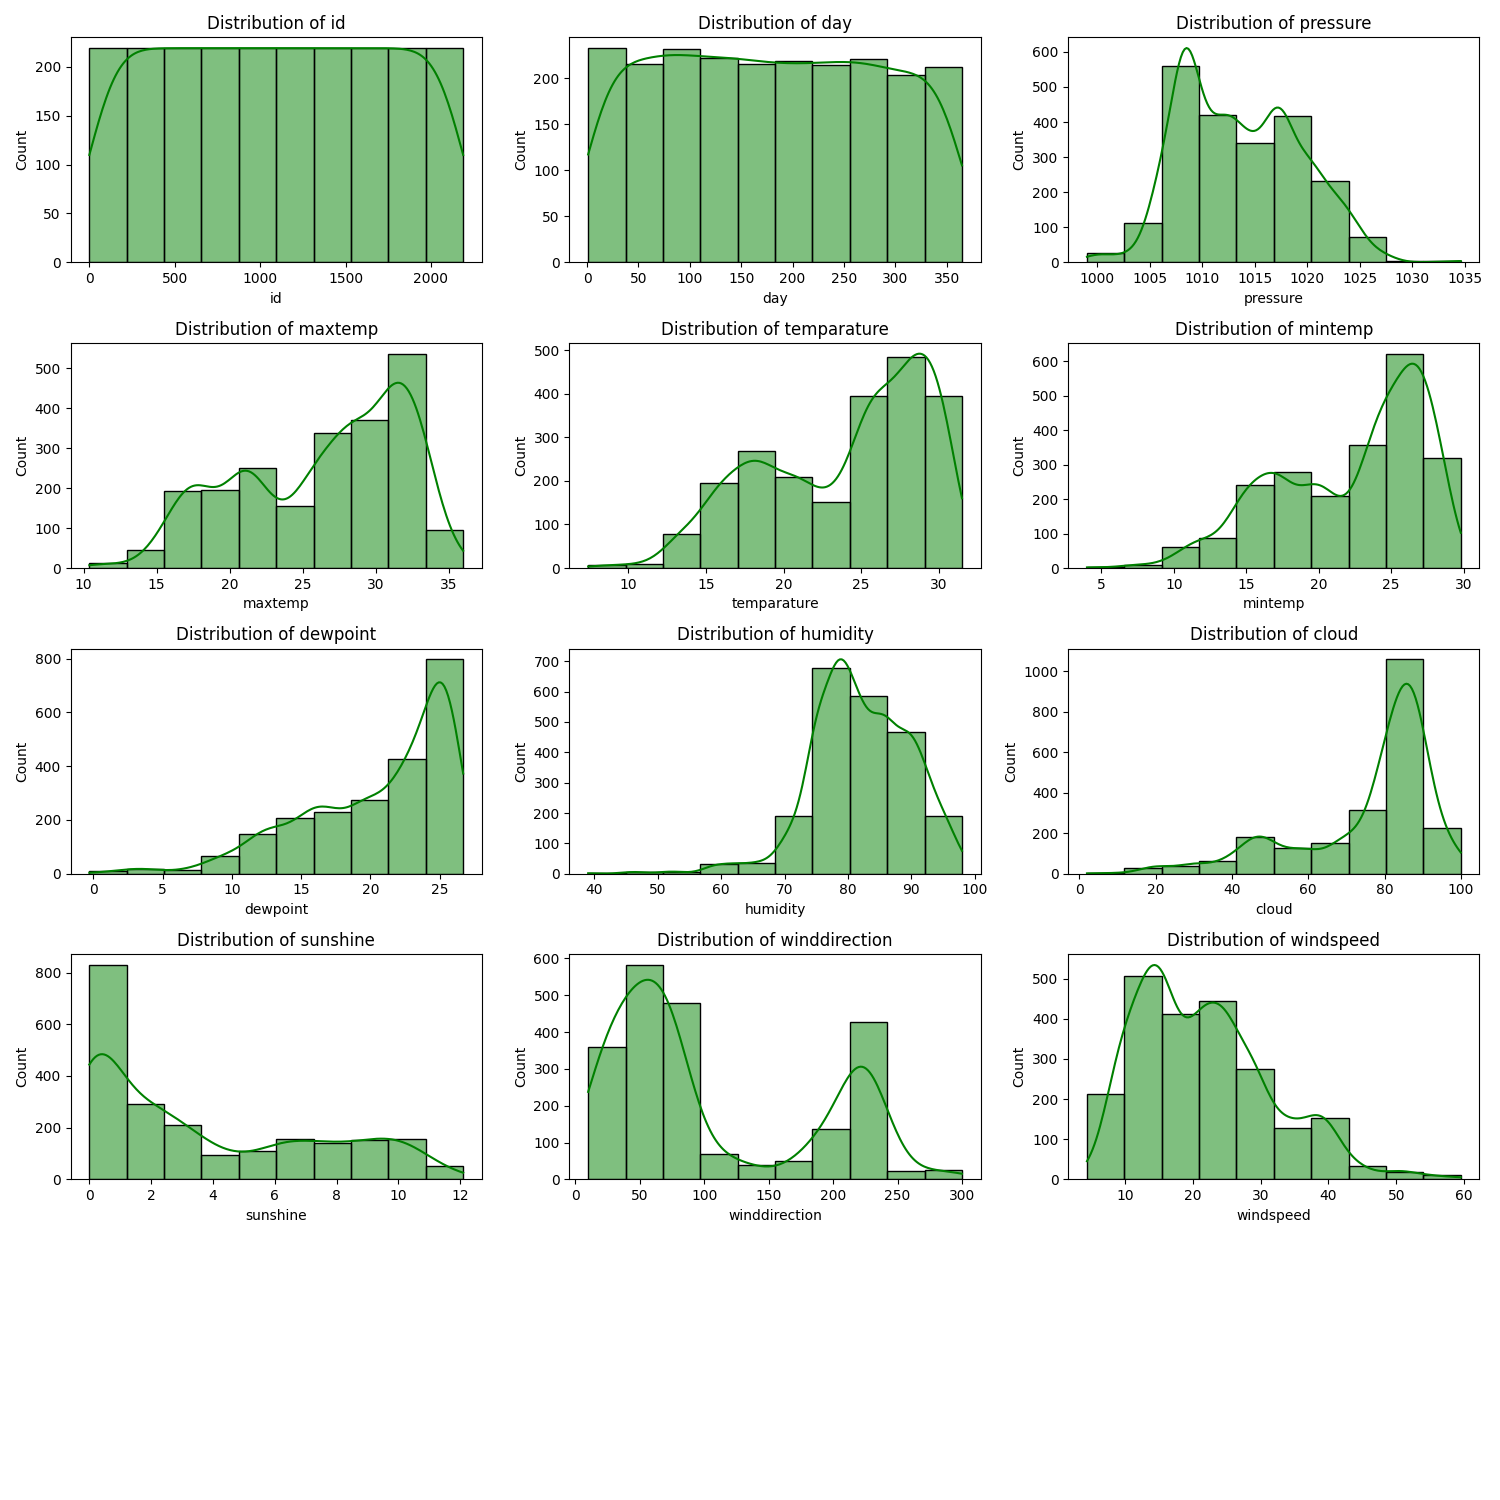 Distribution of id
Count
200
150
100
50
0
0 500 1000 1500 2000
id
Distribution of day
Count
200
150
100
50
0
0 50 100 150 200 250 300 350
day
Distribution of pressure
Count
600
500
400
300
200
100
0
1000 1005 1010 1015 1020 1025 1030 1035
pressure
Distribution of maxtemp
Count
500
400
300
200
100
0
10 15 20 25 30 35
maxtemp
Distribution of temparature
Count
500
400
300
200
100
0
10 15 20 25 30
temparature
Distribution of mintemp
Count
600
500
400
300
200
100
0
5 10 15 20 25 30
mintemp
Distribution of dewpoint
Count
800
600
400
200
0
0 5 10 15 20 25
dewpoint
Distribution of humidity
Count
700
600
500
400
300
200
100
0
40 50 60 70 80 90 100
humidity
Distribution of cloud
Count
1000
800
600
400
200
0
0 20 40 60 80 100
cloud
Distribution of sunshine
Count
800
600
400
200
0
0 2 4 6 8 10 12
sunshine
Distribution of winddirection
Count
600
500
400
300
200
100
0
0 50 100 150 200 250 300
winddirection
Distribution of windspeed
Count
500
400
300
200
100
0
10 20 30 40 50 60
windspeed